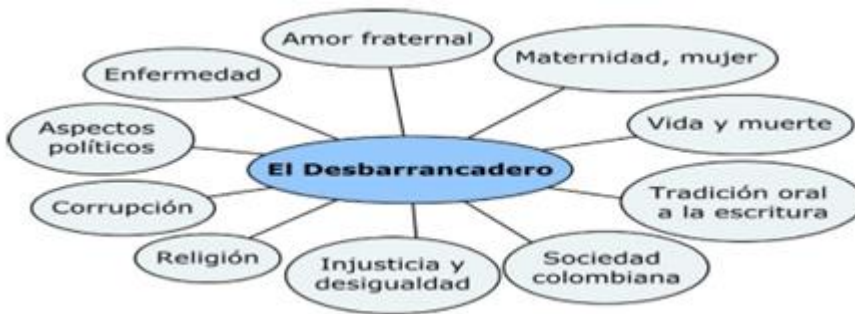 Amor fraternal
Maternidad, mujer
Enfermedad
Vida y muerte
Aspectos
políticos
El Desbarrancadero
Tradición oral
a la escritura
Corrupción
Religión
Injusticia y
desigualdad
Sociedad
colombiana